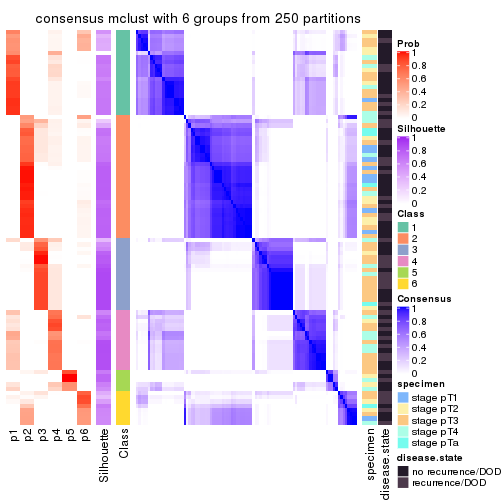 consensus mclust with 6 groups from 250 partitions
Prob
1
0.8
0.6
0.4
0.2
0
Silhouette
1
0.8
0.6
0.4
0.2
0
Class
1
2
3
4
5
6
Consensus
1
0.8
0.6
0.4
0.2
0
specimen
stage pT1
stage pT2
stage pT3
stage pT4
stage pTa
disease.state
no recurrence/DOD
recurrence/DOD
p1
p2
p3
p4
p5
p6
Silhouette
Class
specimen
disease.state